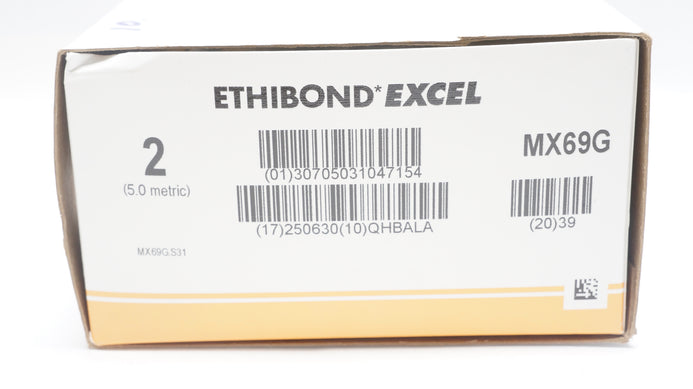 ETHIBOND* EXCEL
2
(5.0 metric)
MX69G
(01)30705031047154
(17)250630(10)QHBALA
(20)39
MX69G.S31